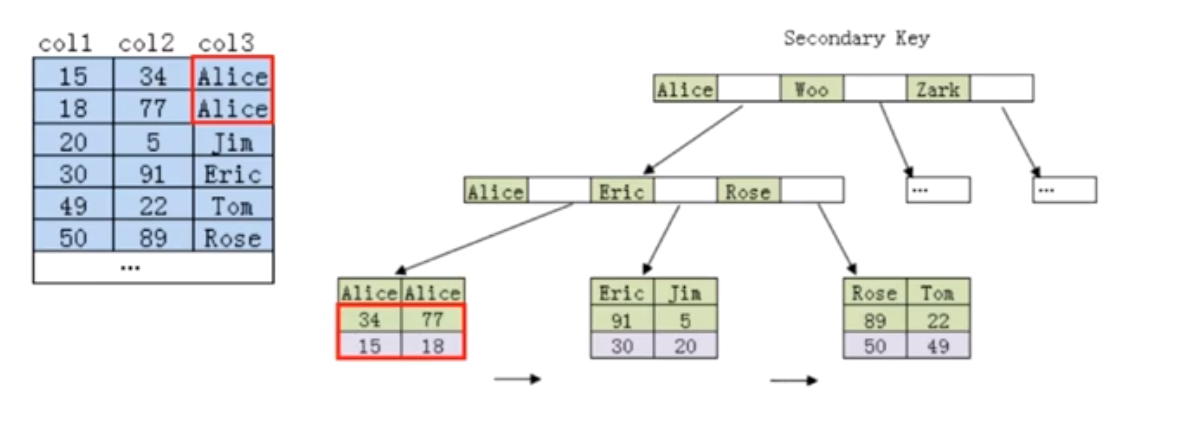 col1 col2 col3
15 34 Alice
18 77 Alice
20 5 Jim
30 91 Eric
49 22 Tom
50 89 Rose
...
Secondary Key
Alice Woo Zark
Alice Eric Rose
...
...
Alice Alice
34 77
15 18
Eric Jim
91 5
30 20
Rose Tom
89 22
50 49